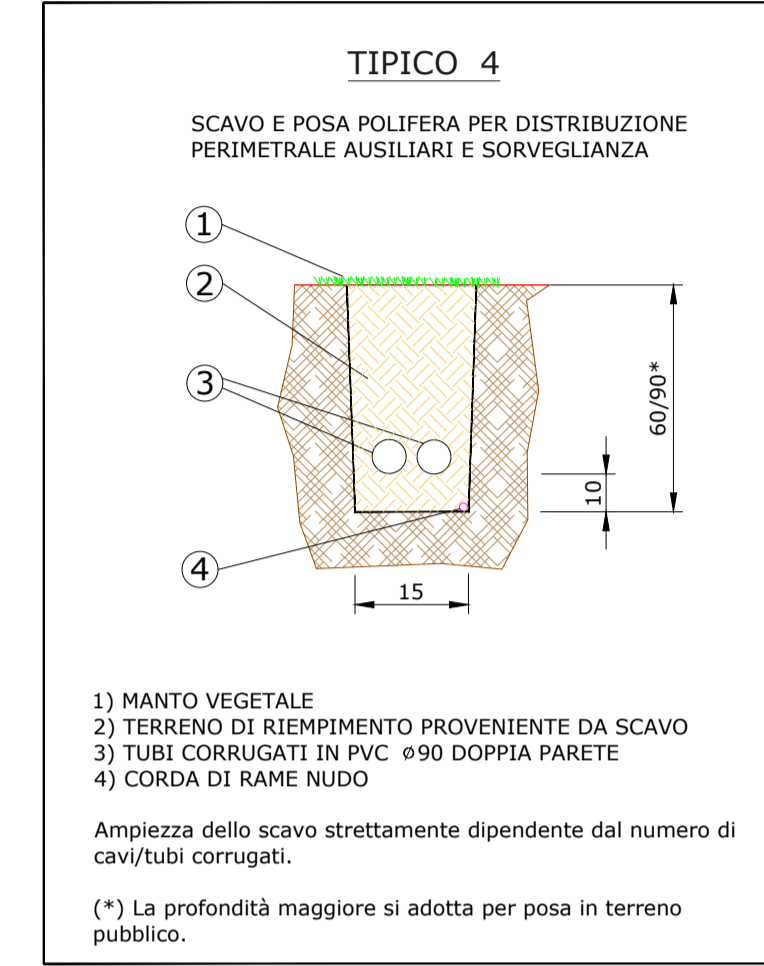 TIPICO 4
SCAVO E POSA POLIFERA PER DISTRIBUZIONE
PERIMETRALE AUSILIARI E SORVEGLIANZA
1
2
3
60/90*
10
4
15
1) MANTO VEGETALE
2) TERRENO DI RIEMPIMENTO PROVENIENTE DA SCAVO
3) TUBI CORRUGATI IN PVC ø90 DOPPIA PARETE
4) CORDA DI RAME NUDO
Ampiezza dello scavo strettamente dipendente dal numero di
cavi/tubi corrugati.
(*) La profondità maggiore si adotta per posa in terreno
pubblico.